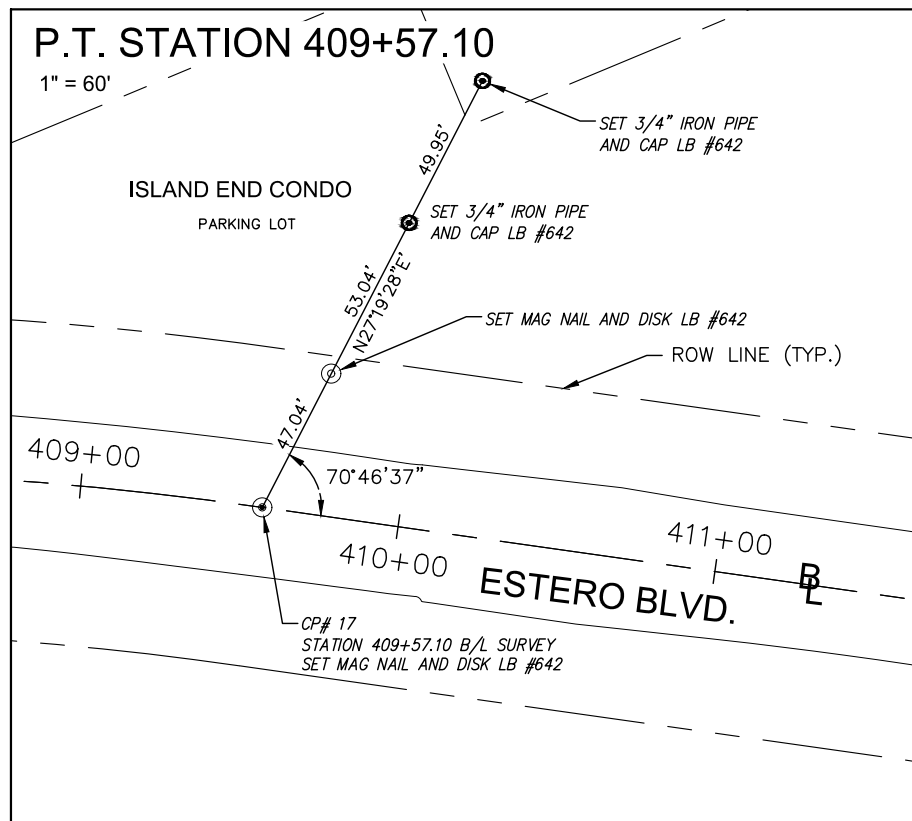 P.T. STATION 409+57.10
1" = 60'
SET 3/4" IRON PIPE
AND CAP LB #642
49.95'
ISLAND END CONDO
PARKING LOT
SET 3/4" IRON PIPE
AND CAP LB #642
53.04'
N27°19'28"E'
SET MAG NAIL AND DISK LB #642
ROW LINE (TYP.)
47.04'
409+00
70°46'37"
410+00
411+00
BL
ESTERO BLVD.
CP# 17
STATION 409+57.10 B/L SURVEY
SET MAG NAIL AND DISK LB #642